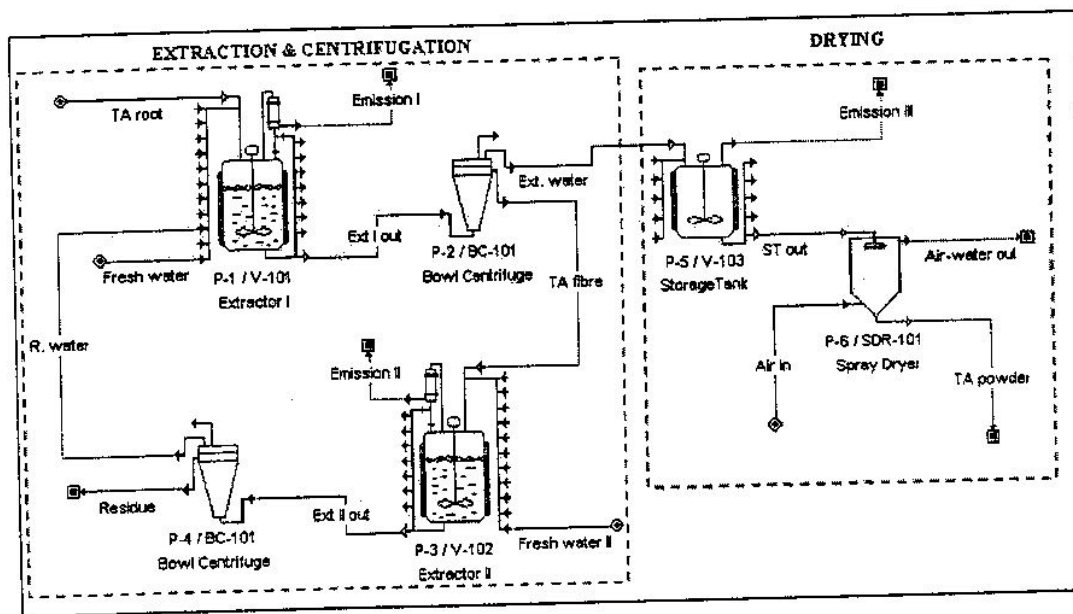 EXTRACTION & CENTRIFUGATION
DRYING
TA root
Emission I
Fresh water
P-1 / V-101
Extractor I
Ext I out
P-2 / BC-101
Bowl Centrifuge
Ext. water
TA fibre
R. water
Emission II
P-4 / BC-101
Bowl Centrifuge
Residue
Ext II out
P-3 / V-102
Extractor II
Fresh water II
Emission III
P-5 / V-103
Storage Tank
ST out
Air-water out
P-6 / SDR-101
Spray Dryer
Air in
TA powder